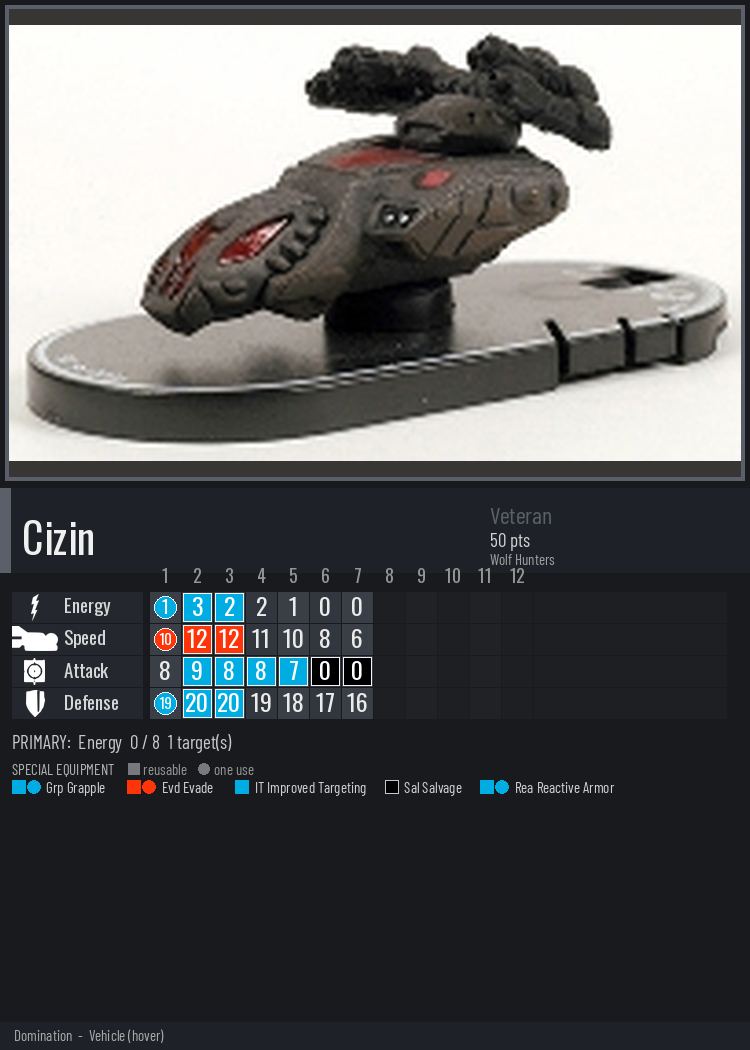 Cizin
Veteran
50 pts
Wolf Hunters
1 2 3 4 5 6 7 8 9 10 11 12
Energy 1 3 2 2 1 0 0
Speed 10 12 12 11 10 8 6
Attack 8 9 8 8 7 0 0
Defense 19 20 20 19 18 17 16
PRIMARY: Energy 0 / 8 1 target(s)
SPECIAL EQUIPMENT reusable one use
Grp Grapple Evd Evade IT Improved Targeting Sal Salvage Rea Reactive Armor
Domination - Vehicle (hover)